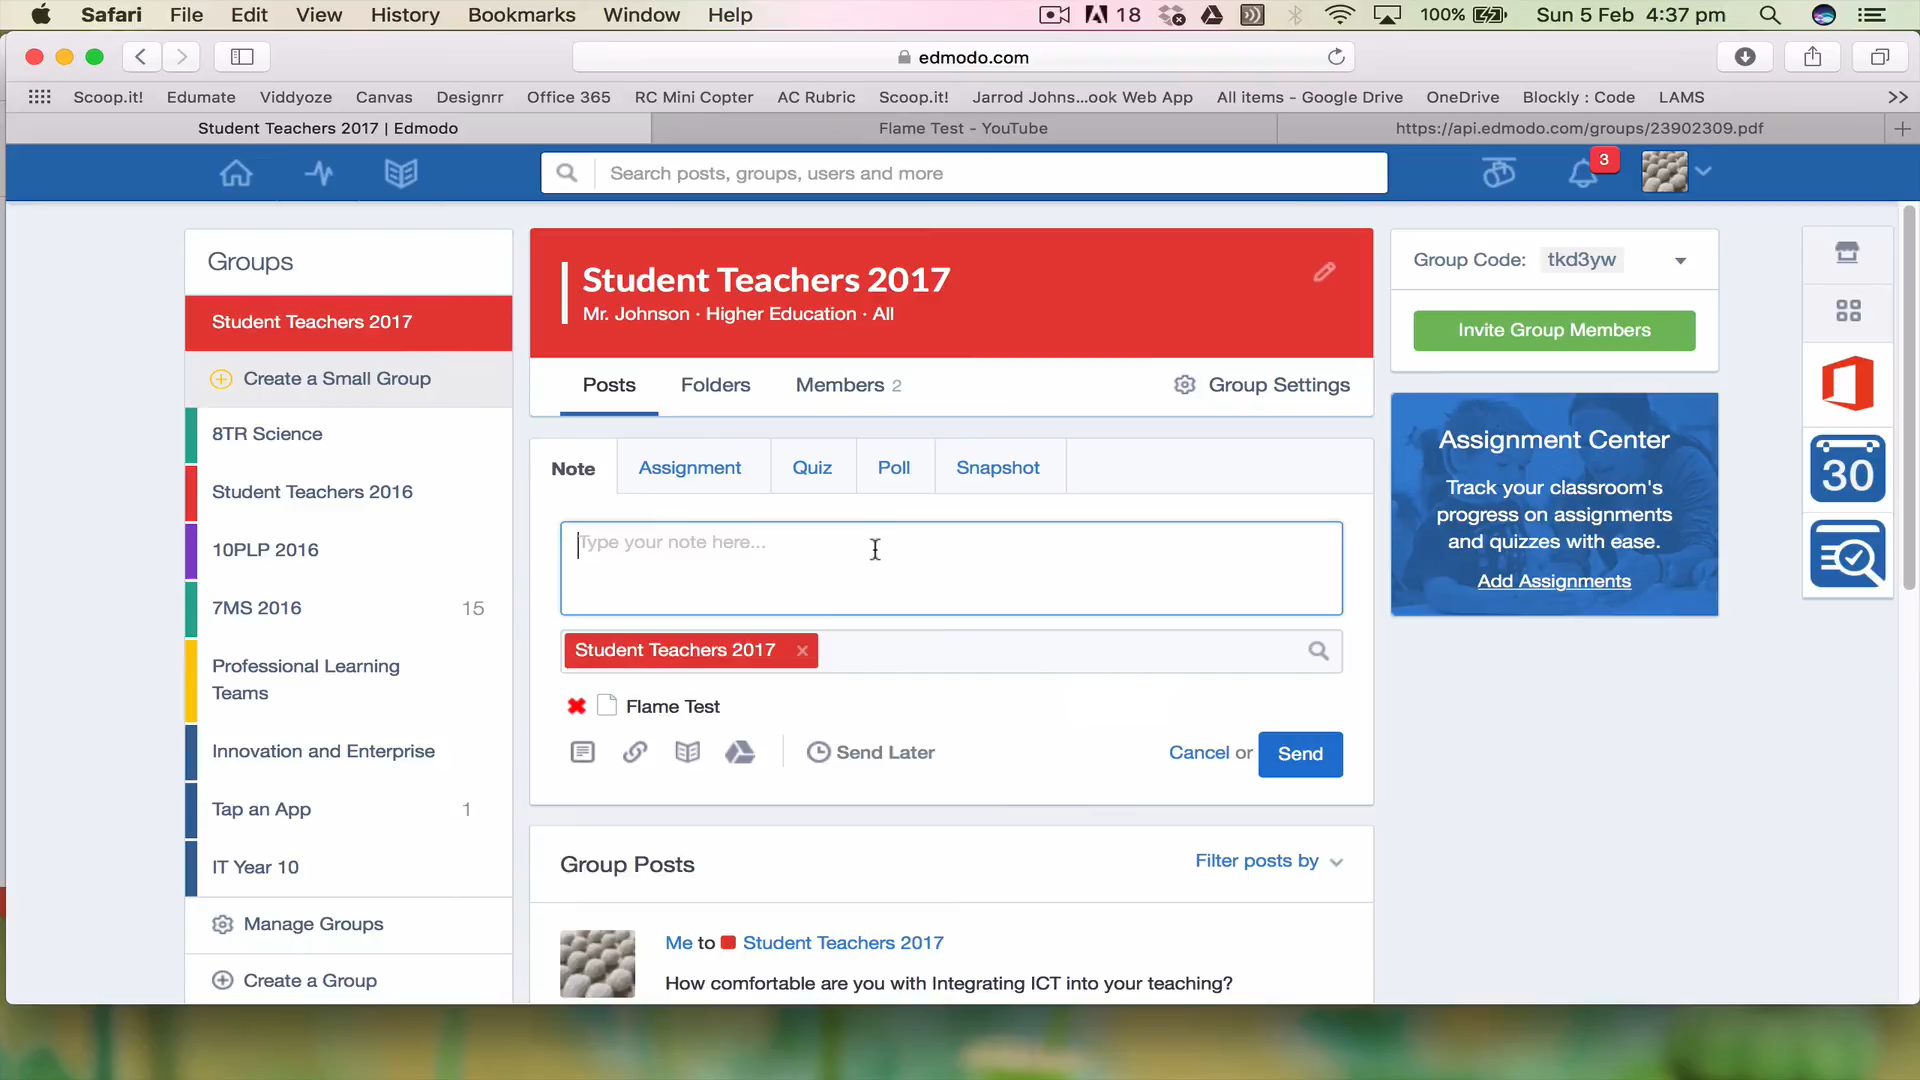 Safari File Edit View History Bookmarks Window Help 18 100% Sun 5 Feb 4:37 pm
edmodo.com
Scoop.it! Edumate Viddyoze Canvas Designrr Office 365 RC Mini Copter AC Rubric Scoop.it! Jarrod Johns...ook Web App All items - Google Drive OneDrive Blockly : Code LAMS
Student Teachers 2017 | Edmodo Flame Test - YouTube https://api.edmodo.com/groups/23902309.pdf
Search posts, groups, users and more
3
Groups
Student Teachers 2017
Create a Small Group
8TR Science
Student Teachers 2016
10PLP 2016
7MS 2016 15
Professional Learning
Teams
Innovation and Enterprise
Tap an App 1
IT Year 10
Manage Groups
Create a Group
Student Teachers 2017
Mr. Johnson · Higher Education · All
Posts Folders Members 2 Group Settings
Note Assignment Quiz Poll Snapshot
Type your note here...
Student Teachers 2017
Flame Test
Send Later Cancel or Send
Group Posts Filter posts by
Me to Student Teachers 2017
How comfortable are you with Integrating ICT into your teaching?
Group Code: tkd3yw
Invite Group Members
Assignment Center
Track your classroom's
progress on assignments
and quizzes with ease.
Add Assignments
30